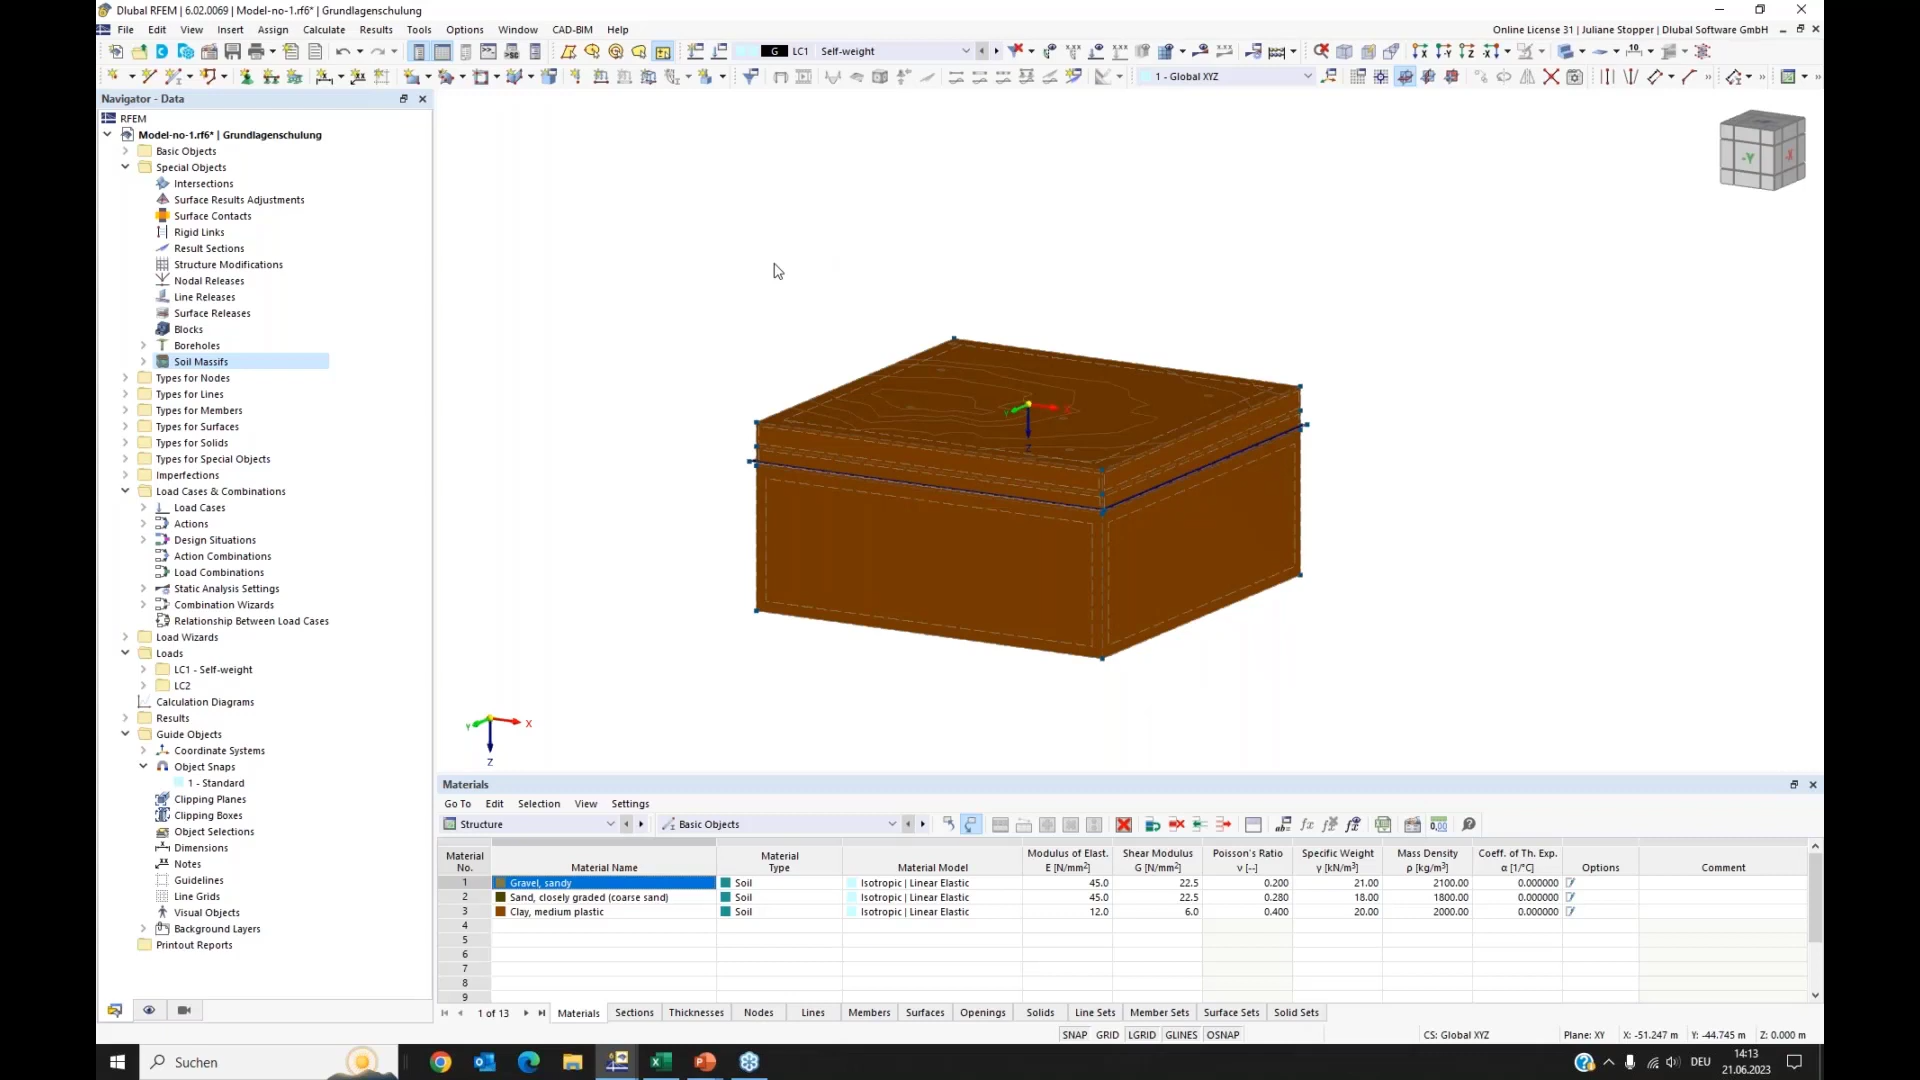 Dlubal RFEM | 6.02.0069 | Model-no-1.rf6* | Grundlagenschulung
File Edit View Insert Assign Calculate Results Tools Options Window CAD-BIM Help
Online License 31 | Juliane Stopper | Dlubal Software GmbH
G LC1 Self-weight
1 - Global XYZ
Navigator - Data
RFEM
Model-no-1.rf6* | Grundlagenschulung
Basic Objects
Special Objects
Intersections
Surface Results Adjustments
Surface Contacts
Rigid Links
Result Sections
Structure Modifications
Nodal Releases
Line Releases
Surface Releases
Blocks
Boreholes
Soil Massifs
Types for Nodes
Types for Lines
Types for Members
Types for Surfaces
Types for Solids
Types for Special Objects
Imperfections
Load Cases & Combinations
Load Cases
Actions
Design Situations
Action Combinations
Load Combinations
Static Analysis Settings
Combination Wizards
Relationship Between Load Cases
Load Wizards
Loads
LC1 - Self-weight
LC2
Calculation Diagrams
Results
Guide Objects
Coordinate Systems
Object Snaps
1 - Standard
Clipping Planes
Clipping Boxes
Object Selections
Dimensions
Notes
Guidelines
Line Grids
Visual Objects
Background Layers
Printout Reports
-Y
Y X
Z
Materials
Go To Edit Selection View Settings
Structure Basic Objects
Material No. Material Name Material Type Material Model Modulus of Elast. E [N/mm²] Shear Modulus G [N/mm²] Poisson's Ratio ν [--] Specific Weight γ [kN/m³] Mass Density ρ [kg/m³] Coeff. of Th. Exp. α [1/°C] Options Comment
1 Gravel, sandy Soil Isotropic | Linear Elastic 45.0 22.5 0.200 21.00 2100.00 0.000000
2 Sand, closely graded (coarse sand) Soil Isotropic | Linear Elastic 45.0 22.5 0.280 18.00 1800.00 0.000000
3 Clay, medium plastic Soil Isotropic | Linear Elastic 12.0 6.0 0.400 20.00 2000.00 0.000000
4
5
6
7
8
9
1 of 13 Materials Sections Thicknesses Nodes Lines Members Surfaces Openings Solids Line Sets Member Sets Surface Sets Solid Sets
SNAP GRID LGRID GLINES OSNAP CS: Global XYZ Plane: XY X: -51.247 m Y: -44.745 m Z: 0.000 m
Suchen
DEU
14:13
21.06.2023